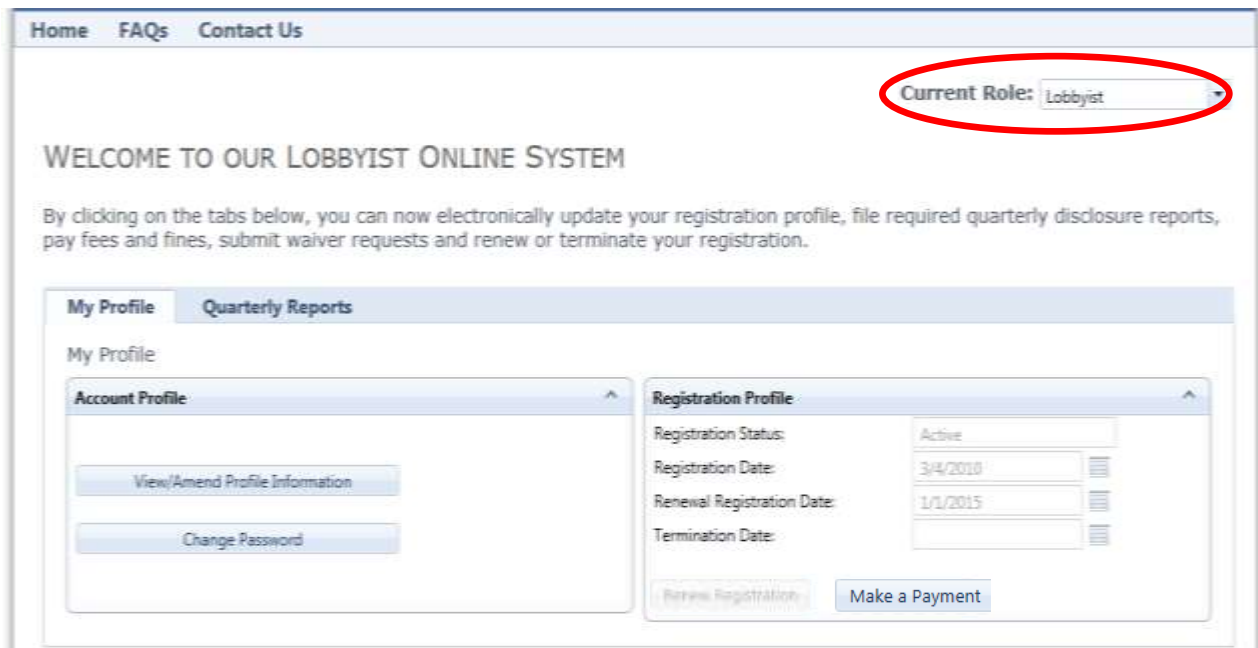 Home FAQs Contact Us
Current Role: Lobbyist
WELCOME TO OUR LOBBYIST ONLINE SYSTEM
By clicking on the tabs below, you can now electronically update your registration profile, file required quarterly disclosure reports,
pay fees and fines, submit waiver requests and renew or terminate your registration.
My Profile Quarterly Reports
My Profile
Account Profile
View/Amend Profile Information
Change Password
Registration Profile
Registration Status: Active
Registration Date: 3/4/2010
Renewal Registration Date: 1/1/2015
Termination Date:
Renew Registration Make a Payment